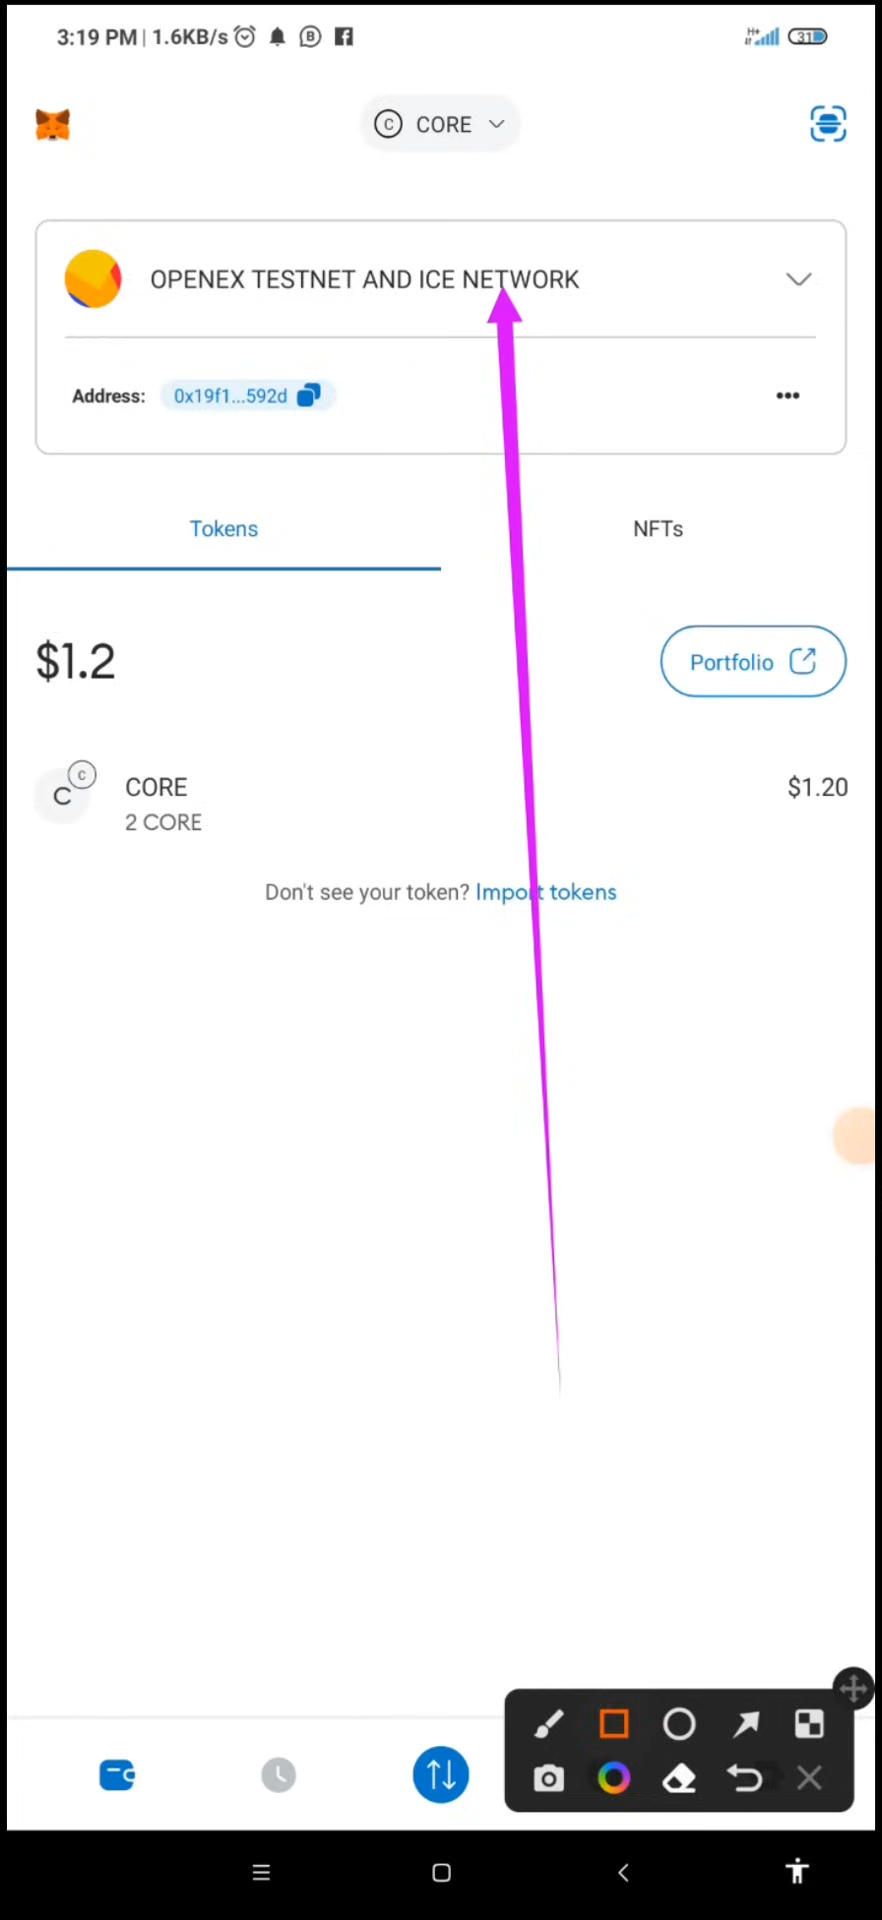 3:19 PM | 1.6KB/s
H+
31
CORE
OPENEX TESTNET AND ICE NETWORK
Address: 0x19f1...592d
Tokens
NFTs
$1.2
Portfolio
CORE
$1.20
2 CORE
Don't see your token? Import tokens